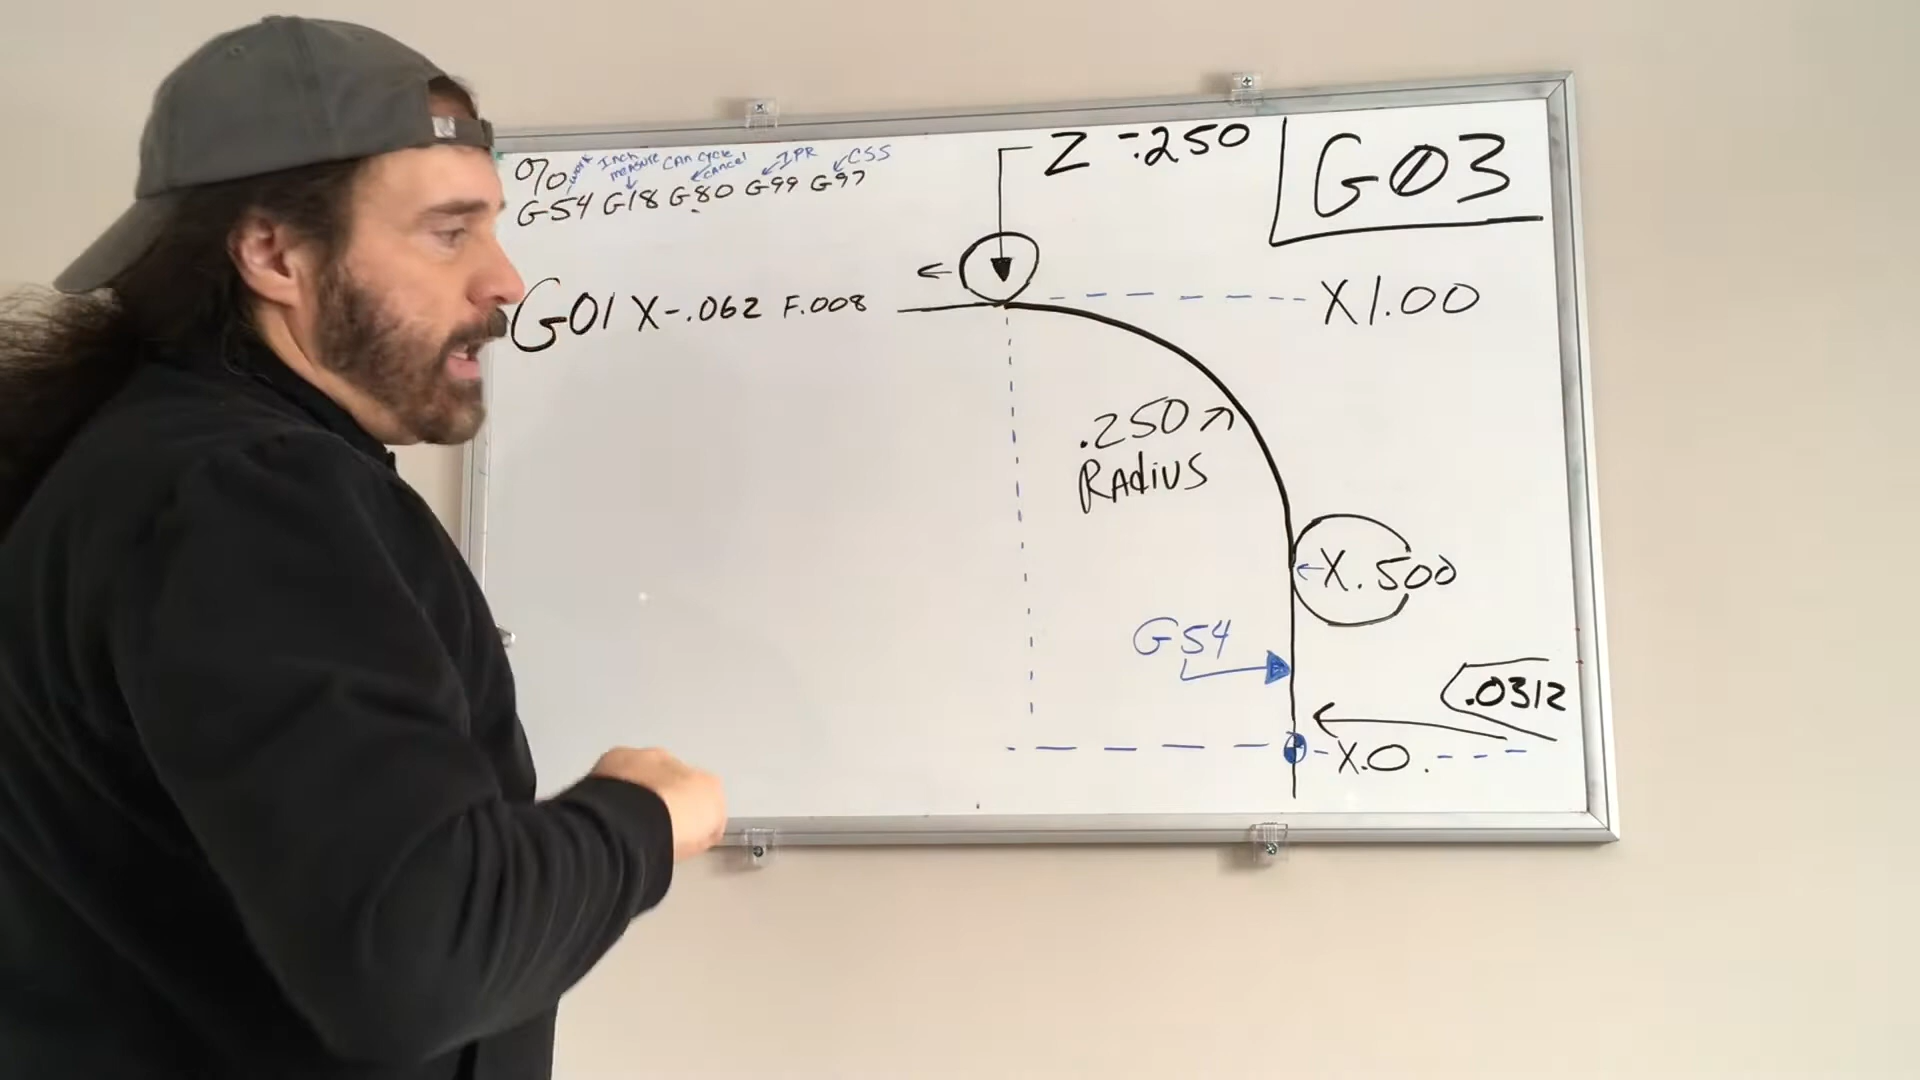 %
work Inch measure CAN cycle cancel IPR CSS
G54 G18 G80 G99 G97
Z -.250
G03
G01 X-.062 F.008
X1.00
.250
RADIUS
X.500
G54
.0312
X.0.